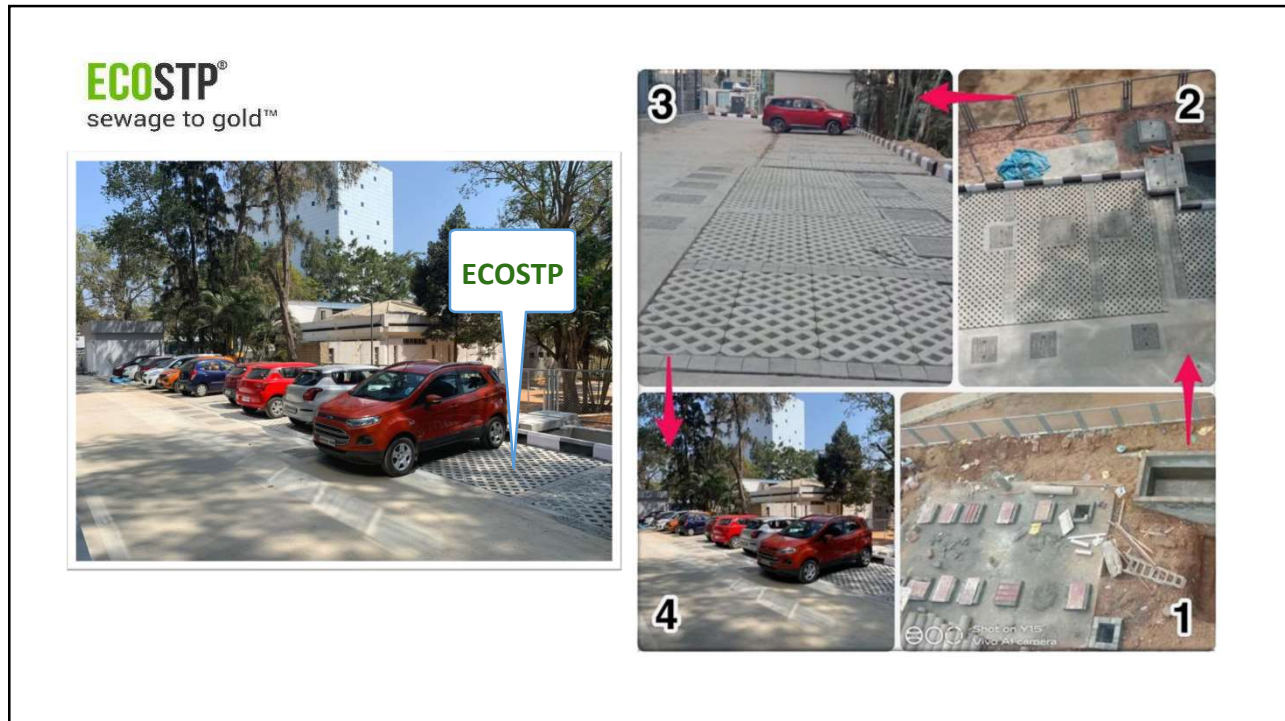 ECOSTP®
sewage to gold™
ECOSTP
3
2
4
1
Shot on Y15
Vivo AI camera